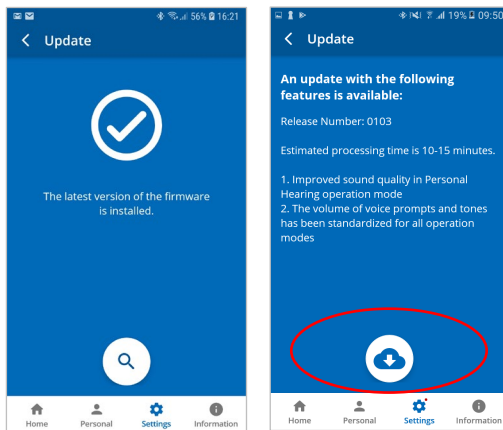 56% 16:21
Update
The latest version of the firmware
is installed.
Home Personal Settings Information
19% 09:50
Update
An update with the following
features is available:
Release Number: 0103
Estimated processing time is 10-15 minutes.
1. Improved sound quality in Personal
Hearing operation mode
2. The volume of voice prompts and tones
has been standardized for all operation
modes
Home Personal Settings Information